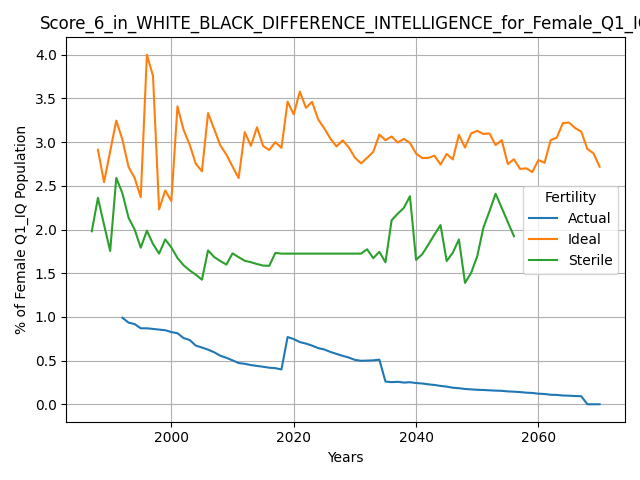 Score_6_in_WHITE_BLACK_DIFFERENCE_INTELLIGENCE_for_Female_Q1_IQ
4.0
3.5
3.0
2.5
2.0
1.5
1.0
0.5
0.0
% of Female Q1_IQ Population
Fertility
Actual
Ideal
Sterile
2000
2020
2040
2060
Years